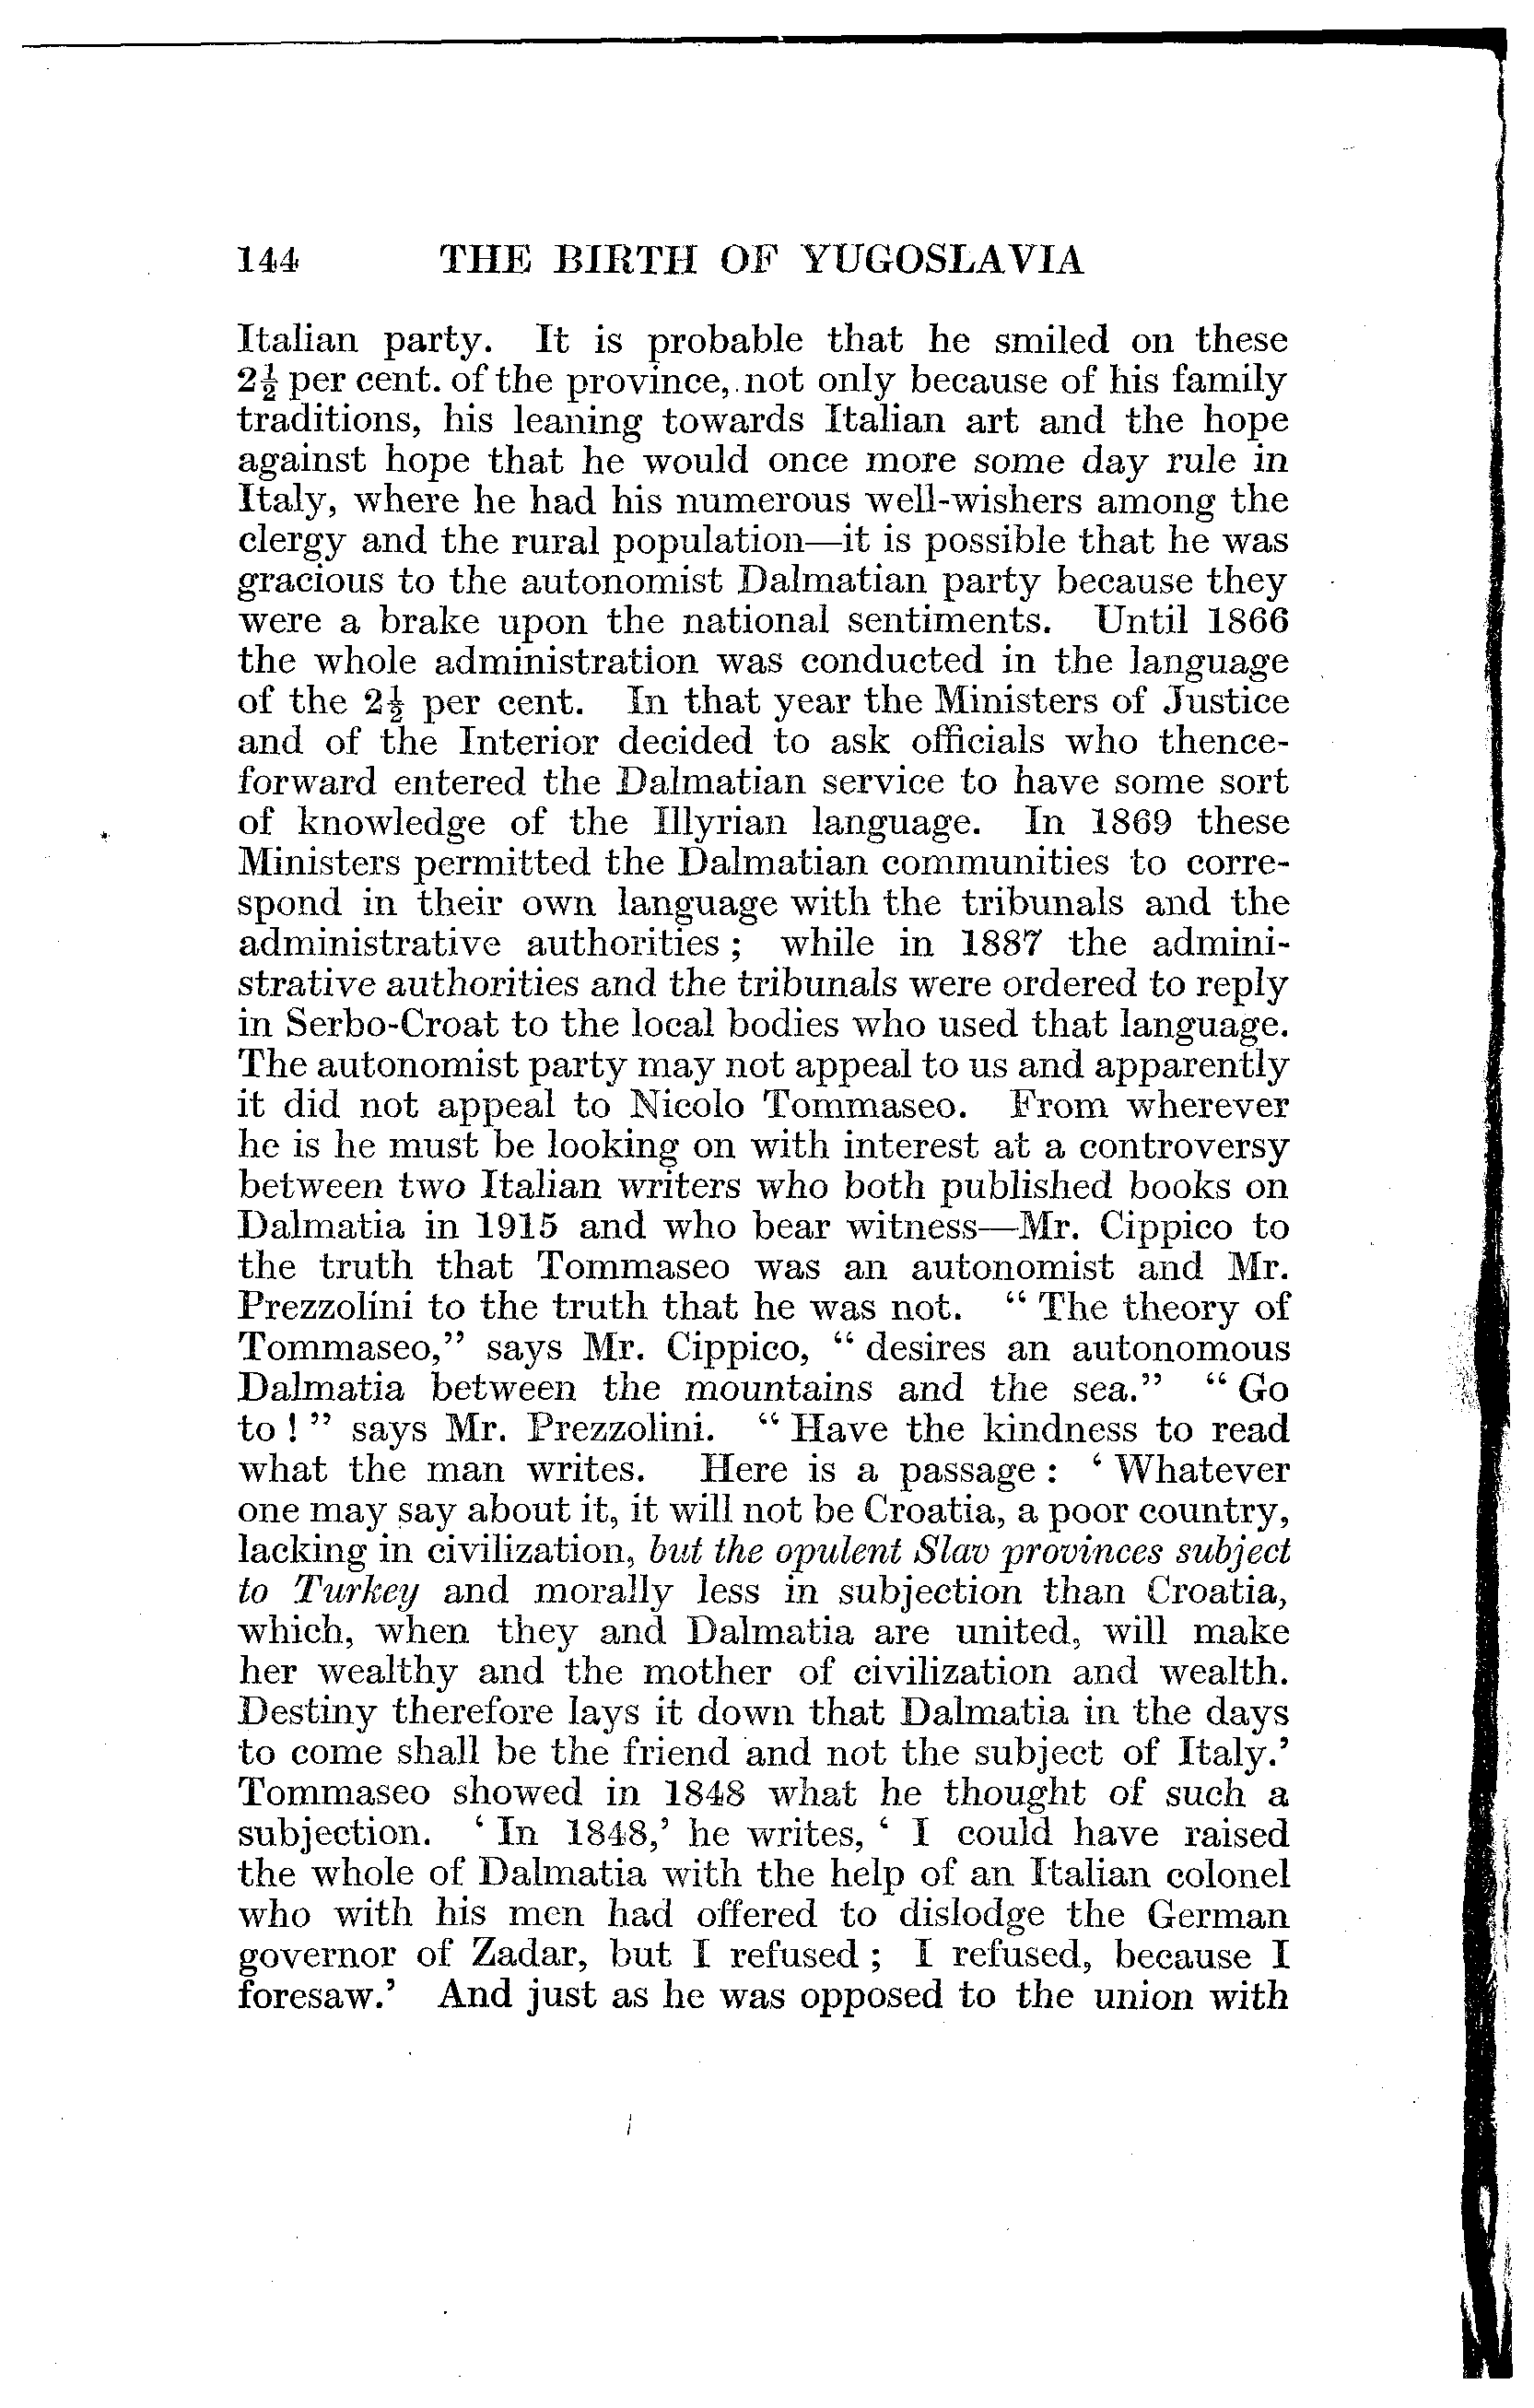 144 THE BIRTH OF YUGOSLAVIA
Italian party. It is probable that he smiled on these
2½ per cent. of the province, not only because of his family
traditions, his leaning towards Italian art and the hope
against hope that he would once more some day rule in
Italy, where he had his numerous well-wishers among the
clergy and the rural population—it is possible that he was
gracious to the autonomist Dalmatian party because they
were a brake upon the national sentiments. Until 1866
the whole administration was conducted in the language
of the 2½ per cent. In that year the Ministers of Justice
and of the Interior decided to ask officials who thence-
forward entered the Dalmatian service to have some sort
of knowledge of the Illyrian language. In 1869 these
Ministers permitted the Dalmatian communities to corre-
spond in their own language with the tribunals and the
administrative authorities ; while in 1887 the admini-
strative authorities and the tribunals were ordered to reply
in Serbo-Croat to the local bodies who used that language.
The autonomist party may not appeal to us and apparently
it did not appeal to Nicolo Tommaseo. From wherever
he is he must be looking on with interest at a controversy
between two Italian writers who both published books on
Dalmatia in 1915 and who bear witness—Mr. Cippico to
the truth that Tommaseo was an autonomist and Mr.
Prezzolini to the truth that he was not. “ The theory of
Tommaseo,” says Mr. Cippico, “ desires an autonomous
Dalmatia between the mountains and the sea.” “ Go
to ! ” says Mr. Prezzolini. “ Have the kindness to read
what the man writes. Here is a passage : ‘ Whatever
one may say about it, it will not be Croatia, a poor country,
lacking in civilization, but the opulent Slav provinces subject
to Turkey and morally less in subjection than Croatia,
which, when they and Dalmatia are united, will make
her wealthy and the mother of civilization and wealth.
Destiny therefore lays it down that Dalmatia in the days
to come shall be the friend and not the subject of Italy.’
Tommaseo showed in 1848 what he thought of such a
subjection. ‘ In 1848,’ he writes, ‘ I could have raised
the whole of Dalmatia with the help of an Italian colonel
who with his men had offered to dislodge the German
governor of Zadar, but I refused ; I refused, because I
foresaw.’ And just as he was opposed to the union with